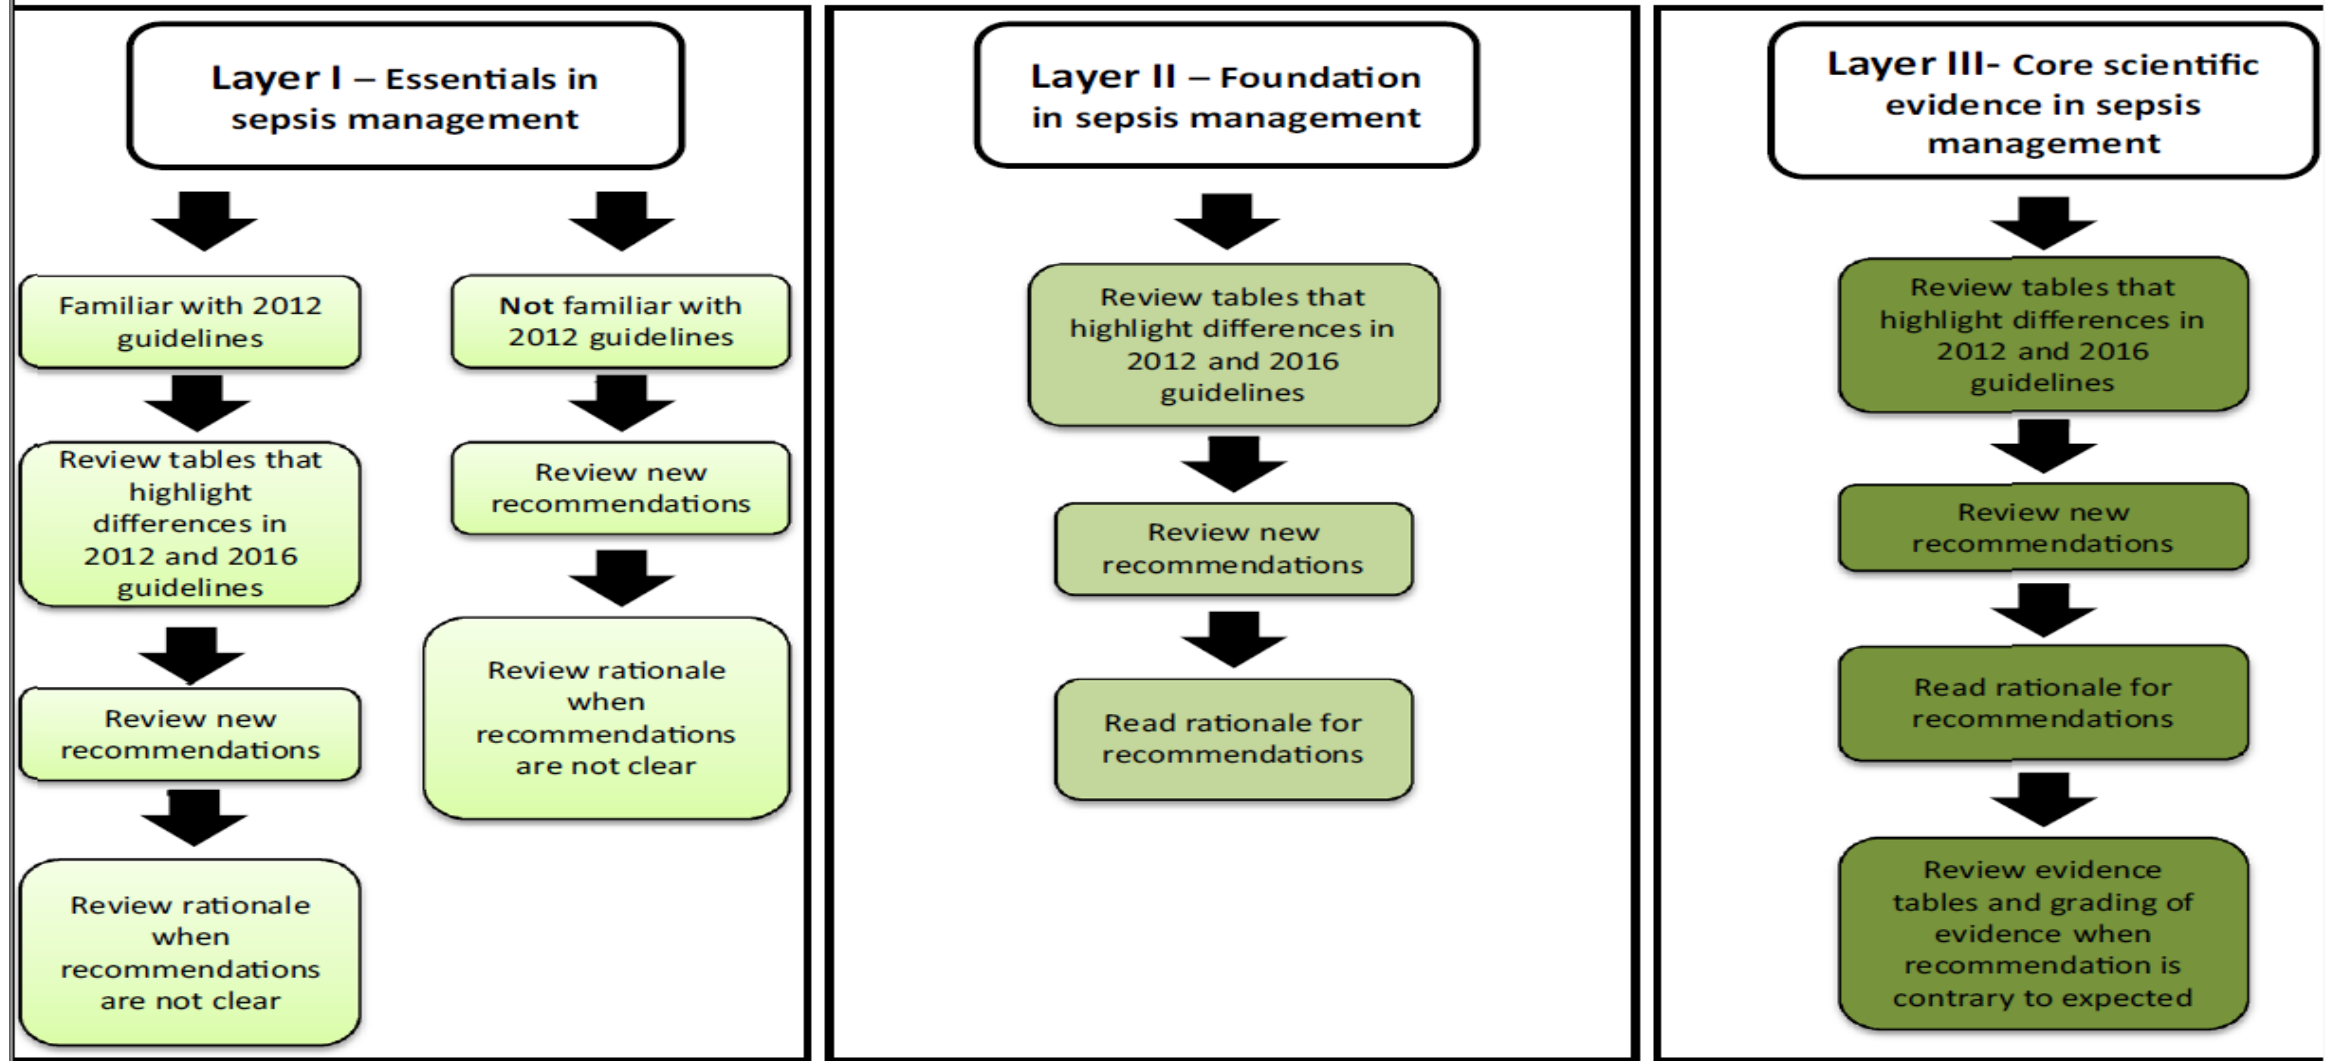 Layer I – Essentials in
sepsis management
Familiar with 2012
guidelines
Review tables that
highlight
differences in
2012 and 2016
guidelines
Review new
recommendations
Review rationale
when
recommendations
are not clear
Not familiar with
2012 guidelines
Review new
recommendations
Review rationale
when
recommendations
are not clear
Layer II – Foundation
in sepsis management
Review tables that
highlight differences in
2012 and 2016
guidelines
Review new
recommendations
Read rationale for
recommendations
Layer III- Core scientific
evidence in sepsis
management
Review tables that
highlight differences in
2012 and 2016
guidelines
Review new
recommendations
Read rationale for
recommendations
Review evidence
tables and grading of
evidence when
recommendation is
contrary to expected